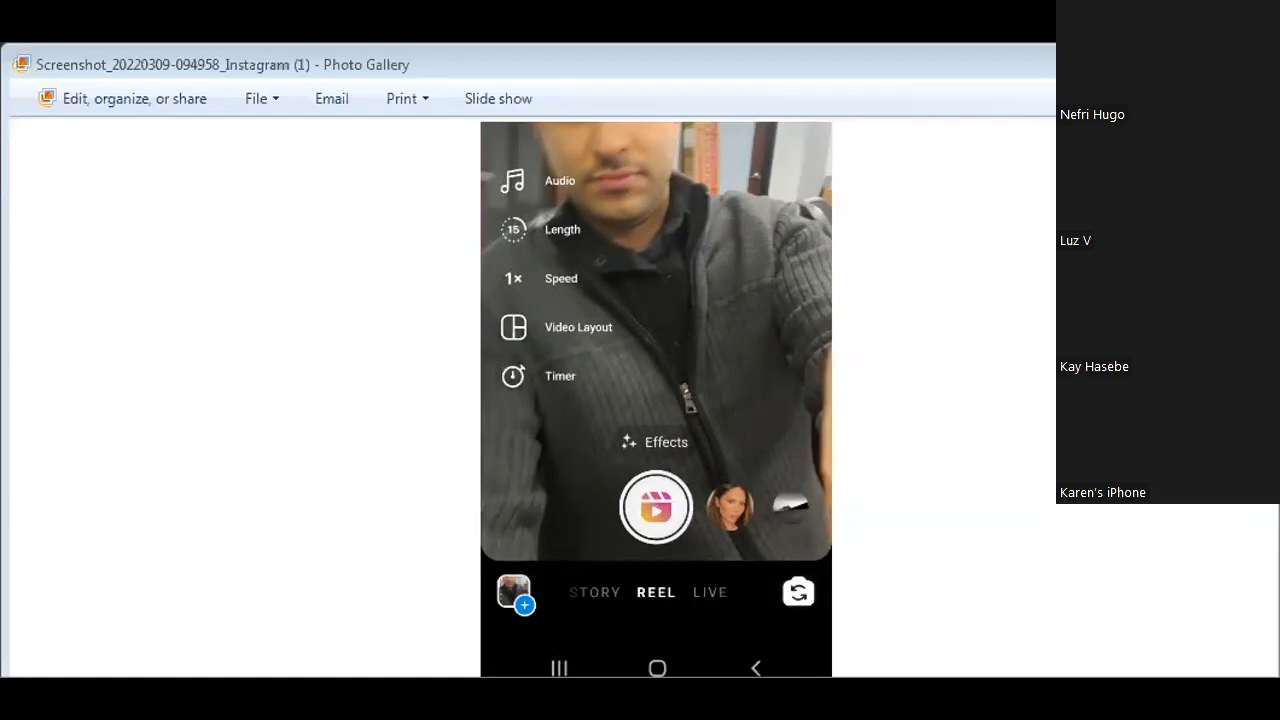 Screenshot_20220309-094958_Instagram (1) - Photo Gallery
Edit, organize, or share File Email Print Slide show
Nefri Hugo
Audio
15 Length
Luz V
1× Speed
Video Layout
Kay Hasebe
Timer
Effects
Karen's iPhone
STORY REEL LIVE